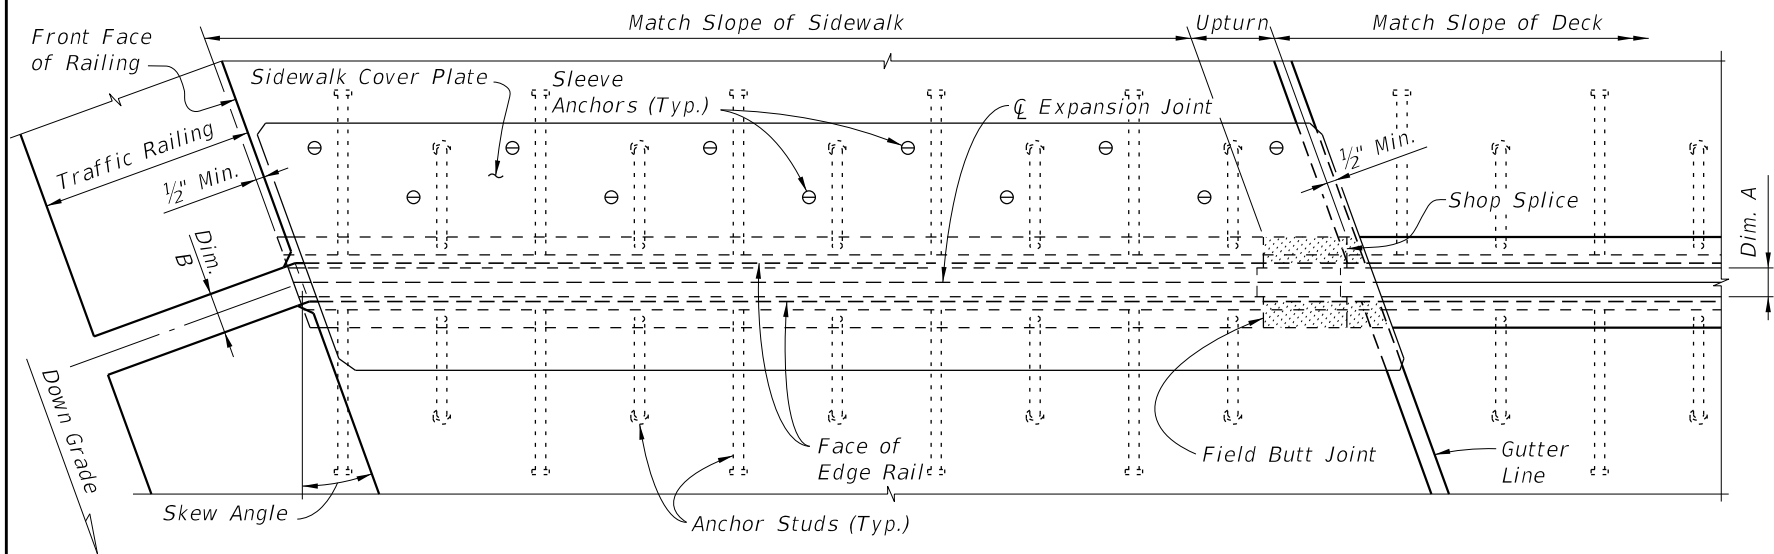 Match Slope of Sidewalk
Upturn
Match Slope of Deck
Front Face
of Railing
Sidewalk Cover Plate
Sleeve
Anchors (Typ.)
℄ Expansion Joint
Traffic Railing
½" Min.
½" Min.
Shop Splice
Dim. A
Dim.
B
Down Grade
Skew Angle
Face of
Edge Rail
Anchor Studs (Typ.)
Field Butt Joint
Gutter
Line